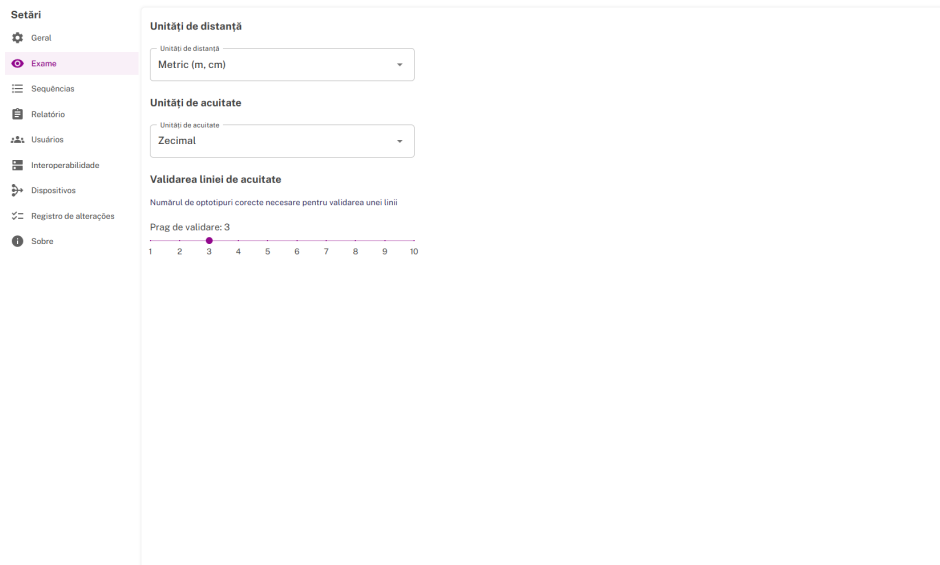 Setări
Geral
Exame
Sequências
Relatório
Usuários
Interoperabilidade
Dispositivos
Registro de alterações
Sobre
Unități de distanță
Unități de distanță
Metric (m, cm)
Unități de acuitate
Unități de acuitate
Zecimal
Validarea liniei de acuitate
Numărul de optotipuri corecte necesare pentru validarea unei linii
Prag de validare: 3
1 2 3 4 5 6 7 8 9 10